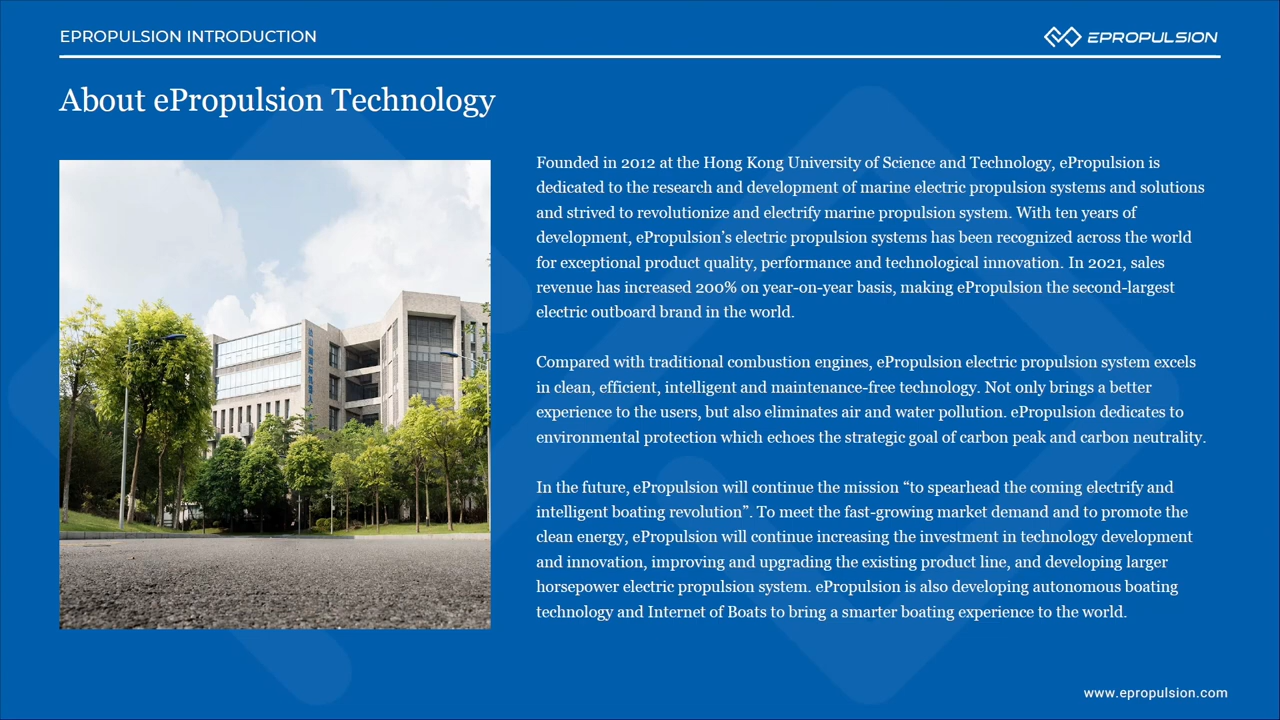 EPROPULSION INTRODUCTION
EPROPULSION
About ePropulsion Technology
Founded in 2012 at the Hong Kong University of Science and Technology, ePropulsion is
dedicated to the research and development of marine electric propulsion systems and solutions
and strived to revolutionize and electrify marine propulsion system. With ten years of
development, ePropulsion’s electric propulsion systems has been recognized across the world
for exceptional product quality, performance and technological innovation. In 2021, sales
revenue has increased 200% on year-on-year basis, making ePropulsion the second-largest
electric outboard brand in the world.
Compared with traditional combustion engines, ePropulsion electric propulsion system excels
in clean, efficient, intelligent and maintenance-free technology. Not only brings a better
experience to the users, but also eliminates air and water pollution. ePropulsion dedicates to
environmental protection which echoes the strategic goal of carbon peak and carbon neutrality.
In the future, ePropulsion will continue the mission “to spearhead the coming electrify and
intelligent boating revolution”. To meet the fast-growing market demand and to promote the
clean energy, ePropulsion will continue increasing the investment in technology development
and innovation, improving and upgrading the existing product line, and developing larger
horsepower electric propulsion system. ePropulsion is also developing autonomous boating
technology and Internet of Boats to bring a smarter boating experience to the world.
www.epropulsion.com